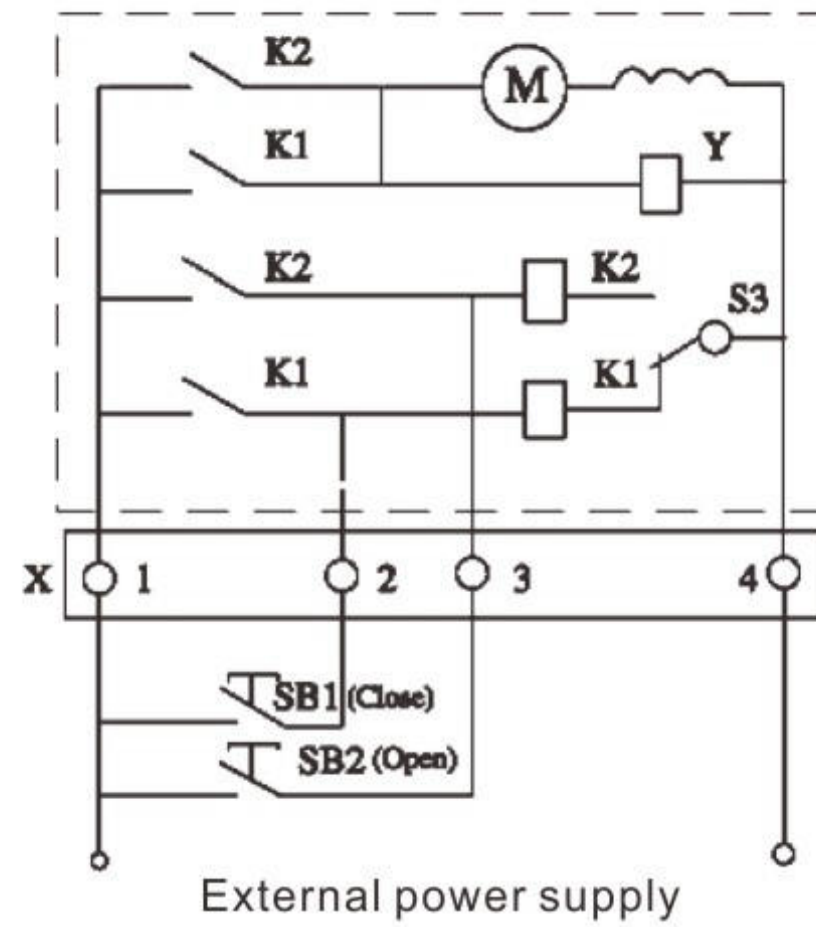 K2
M
K1
Y
K2
K2
S3
K1
K1
X 1 2 3 4
SB1 (Close)
SB2 (Open)
External power supply